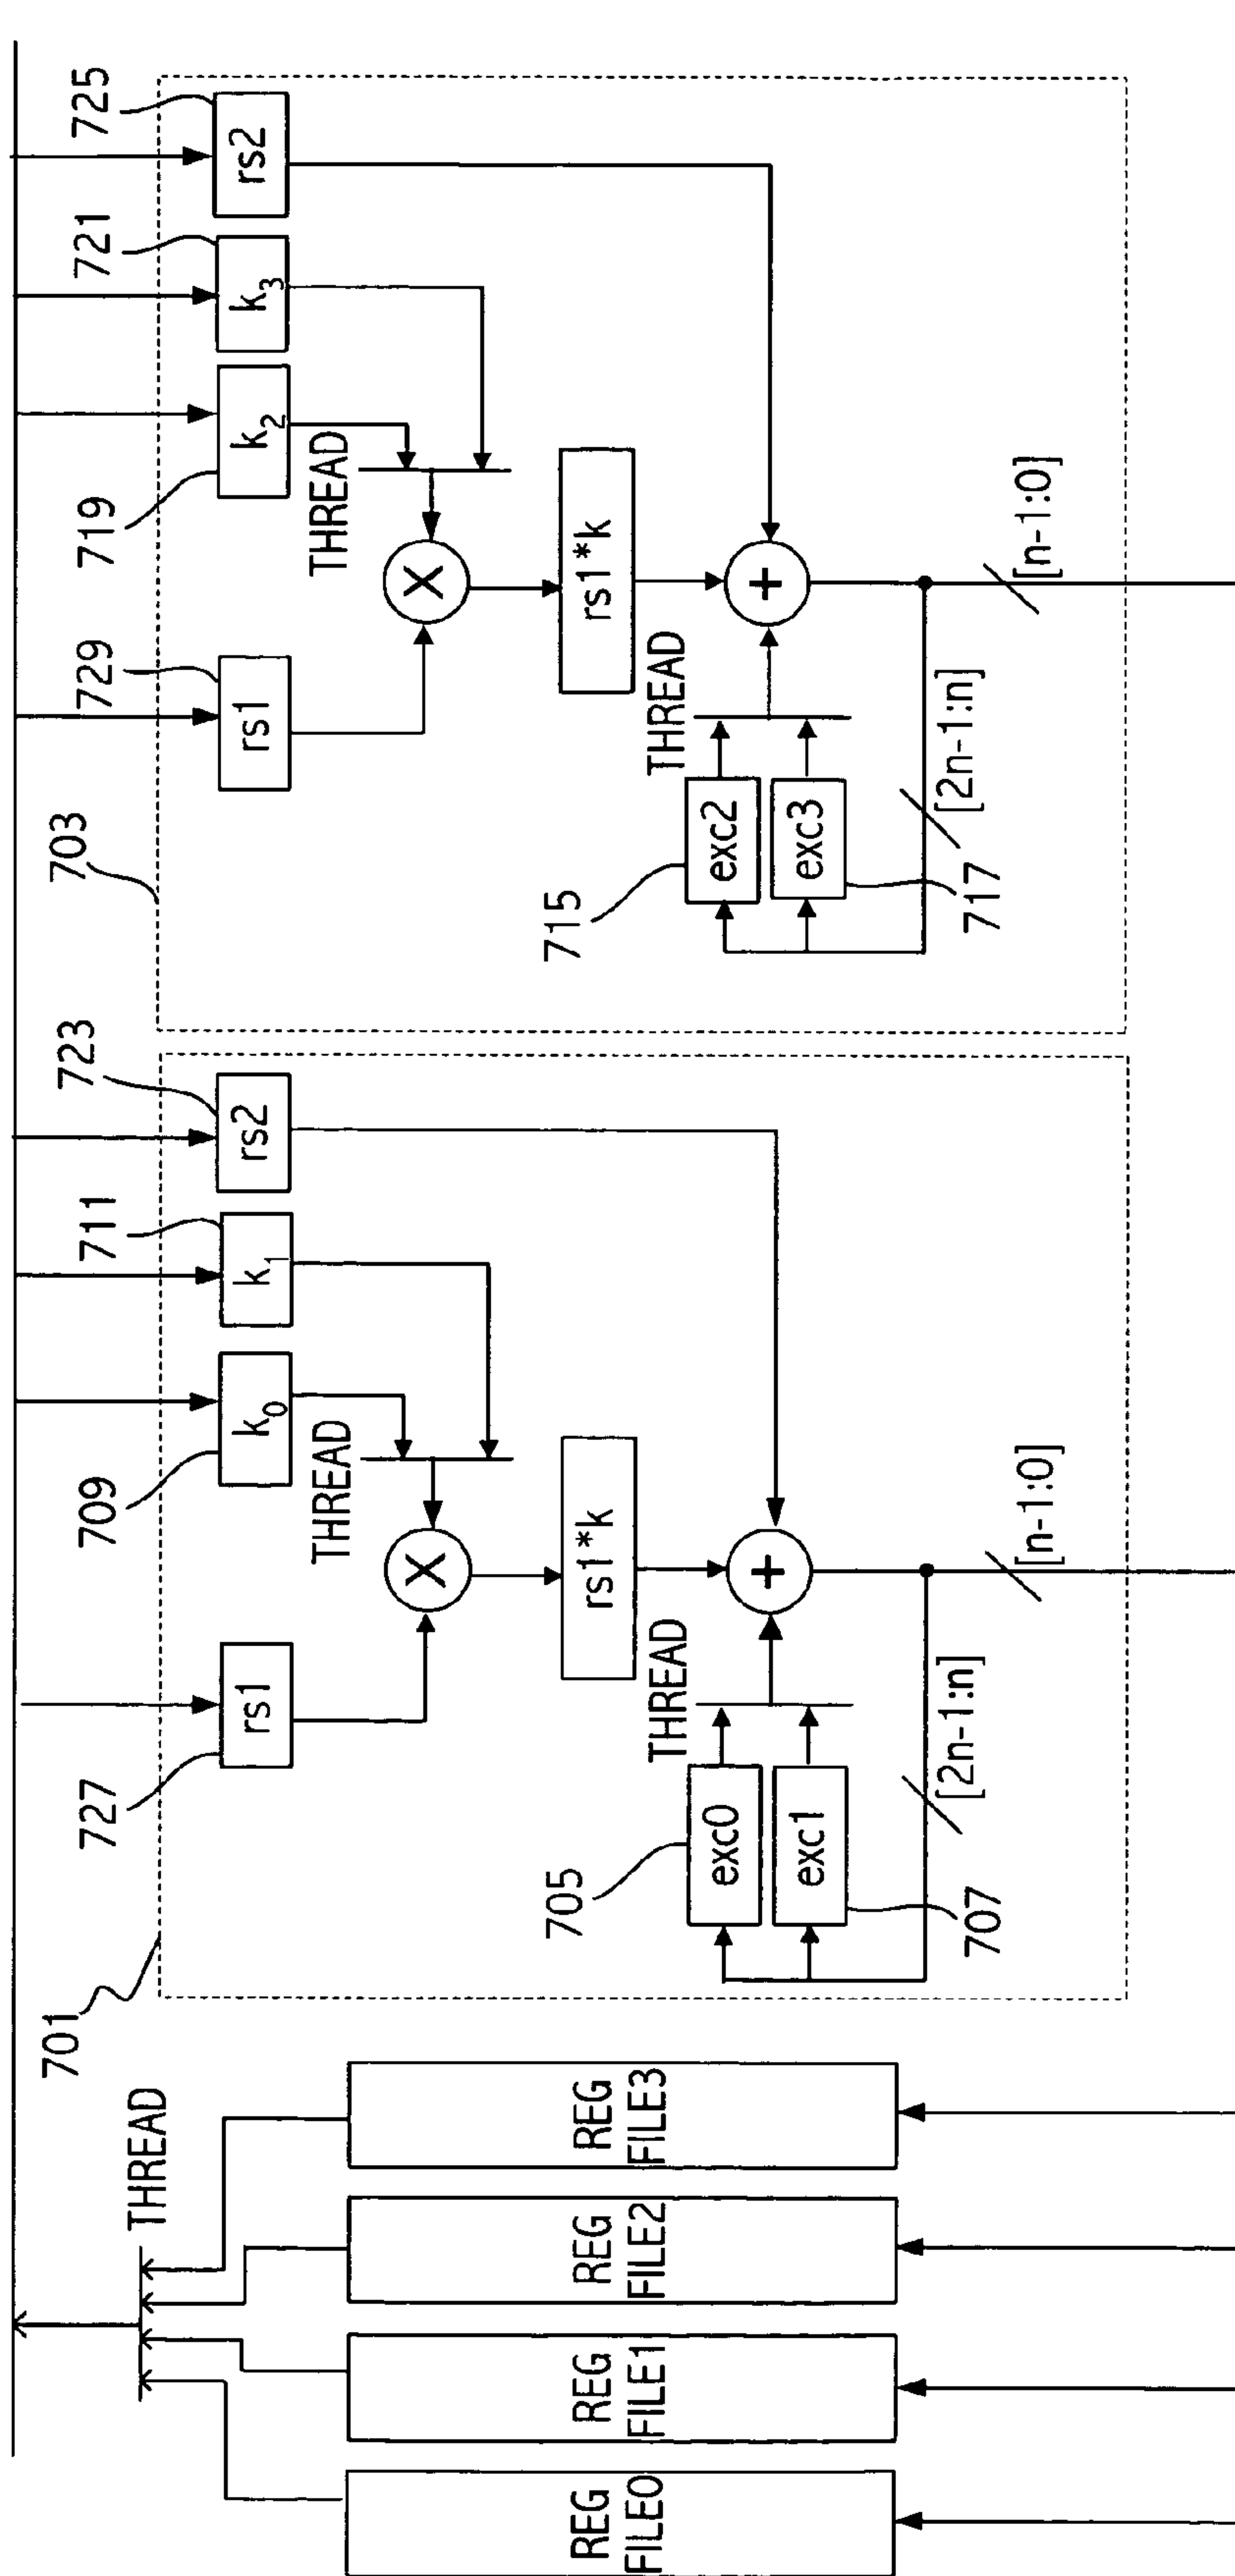 THREAD
REG
FILE0
REG
FILE1
REG
FILE2
REG
FILE3
701
727
rs1
709
k0
711
k1
723
rs2
THREAD
X
rs1*k
THREAD
+
705
exc0
exc1
707
[2n-1:n]
[n-1:0]
703
729
rs1
719
k2
721
k3
725
rs2
THREAD
X
rs1*k
THREAD
+
715
exc2
exc3
717
[2n-1:n]
[n-1:0]